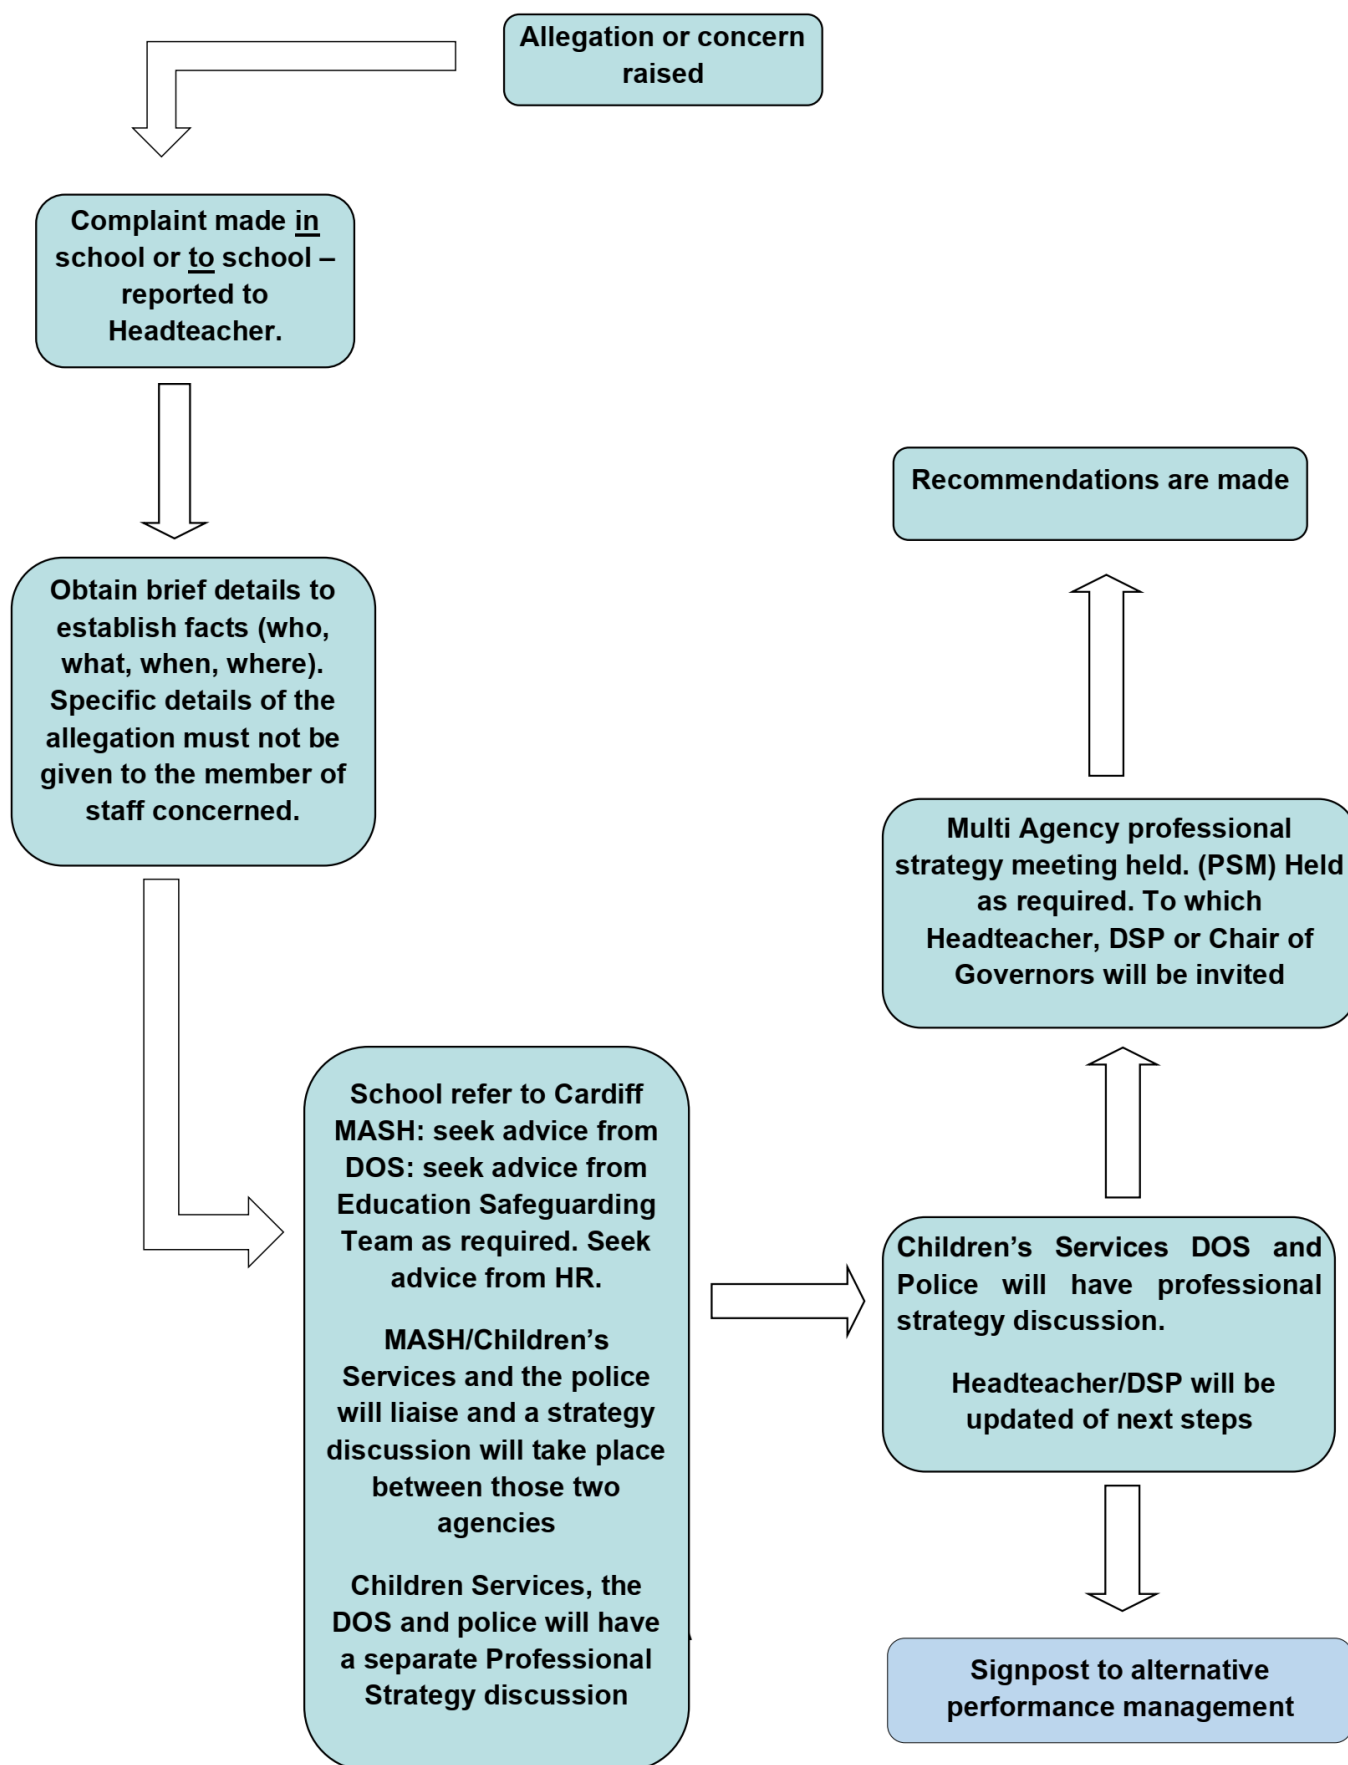 Allegation or concern
raised
Complaint made in
school or to school –
reported to
Headteacher.
Obtain brief details to
establish facts (who,
what, when, where).
Specific details of the
allegation must not be
given to the member of
staff concerned.
School refer to Cardiff
MASH: seek advice from
DOS: seek advice from
Education Safeguarding
Team as required. Seek
advice from HR.
MASH/Children’s
Services and the police
will liaise and a strategy
discussion will take place
between those two
agencies
Children Services, the
DOS and police will have
a separate Professional
Strategy discussion
Children’s Services DOS and
Police will have professional
strategy discussion.
Headteacher/DSP will be
updated of next steps
Multi Agency professional
strategy meeting held. (PSM) Held
as required. To which
Headteacher, DSP or Chair of
Governors will be invited
Recommendations are made
Signpost to alternative
performance management